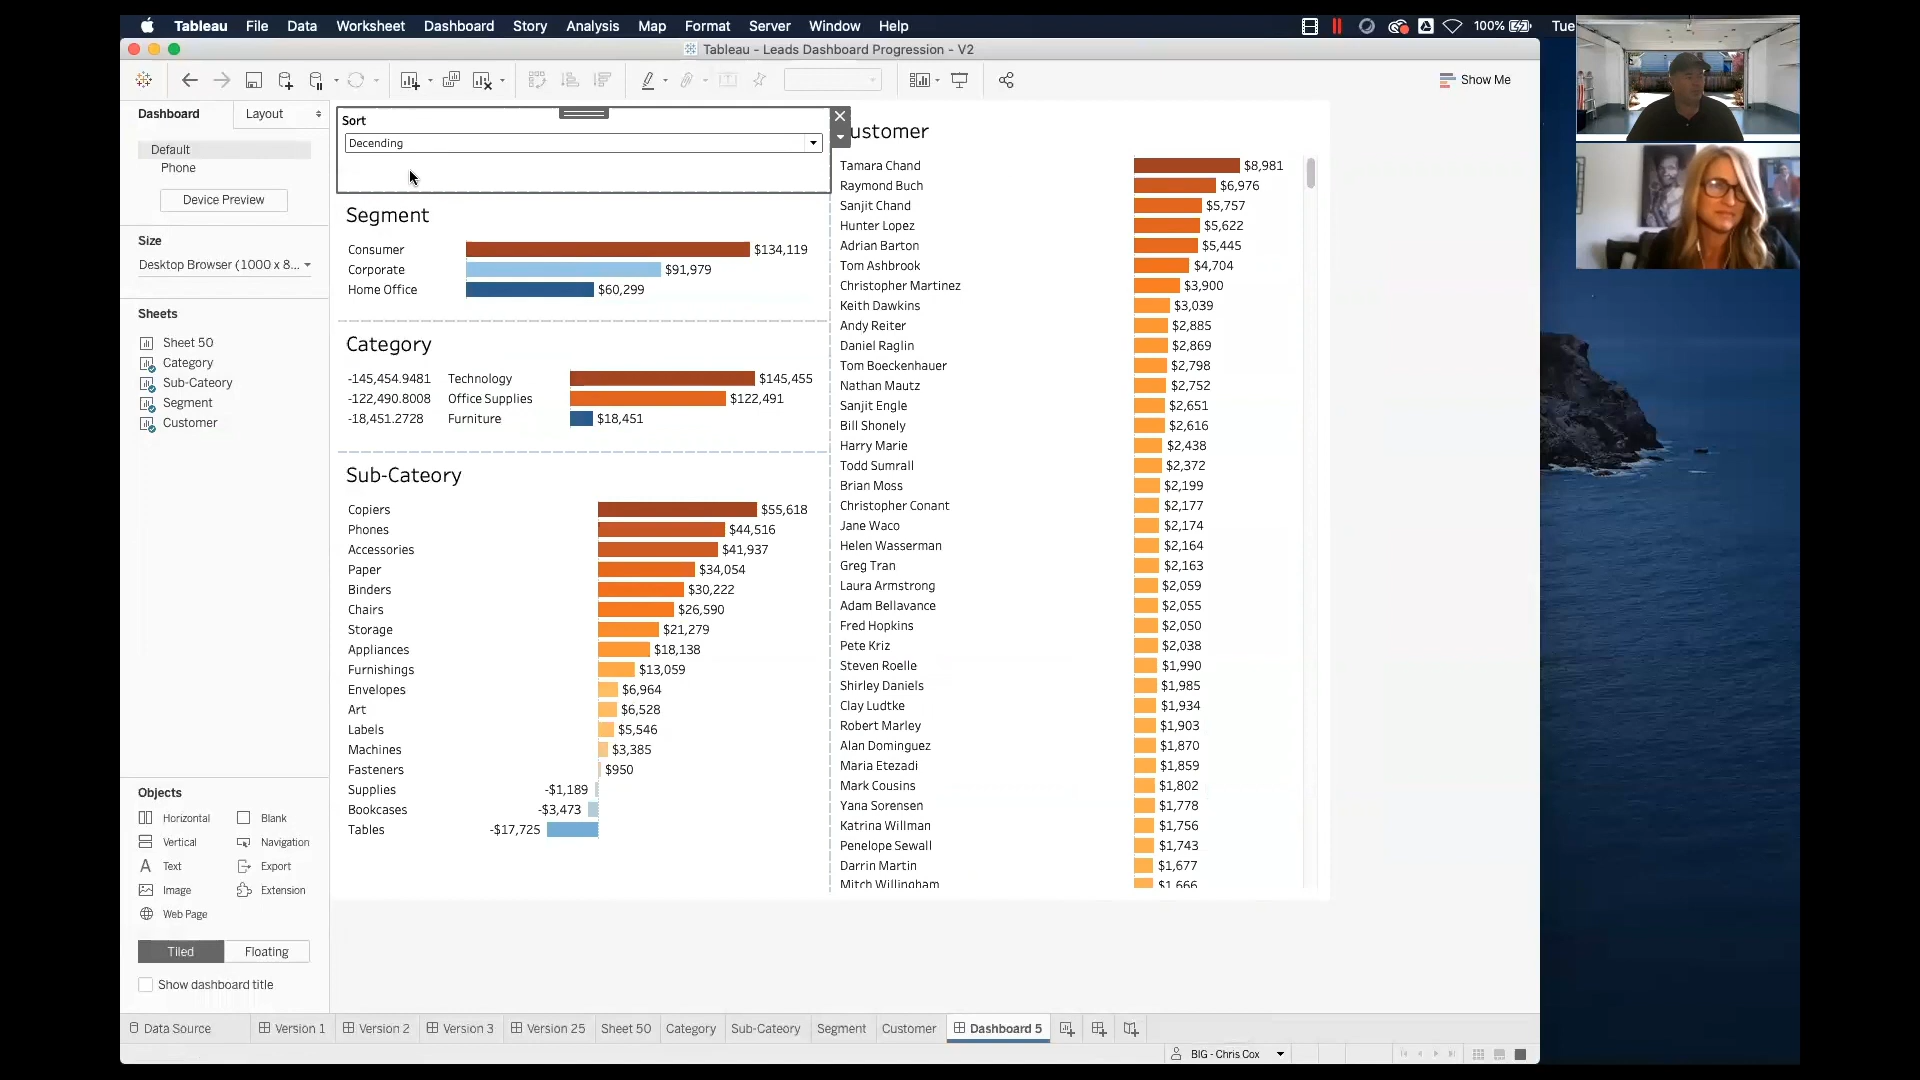 Tableau File Data Worksheet Dashboard Story Analysis Map Format Server Window Help 100% Tue
Tableau - Leads Dashboard Progression - V2
Show Me
Dashboard Layout
Default
Phone
Device Preview
Size
Desktop Browser (1000 x 8...
Sheets
Sheet 50
Category
Sub-Cateory
Segment
Customer
Objects
Horizontal Blank
Vertical Navigation
Text Export
Image Extension
Web Page
Tiled Floating
Show dashboard title
Sort
Decending
Segment
Consumer $134,119
Corporate $91,979
Home Office $60,299
Category
-145,454.9481 Technology $145,455
-122,490.8008 Office Supplies $122,491
-18,451.2728 Furniture $18,451
Sub-Cateory
Copiers $55,618
Phones $44,516
Accessories $41,937
Paper $34,054
Binders $30,222
Chairs $26,590
Storage $21,279
Appliances $18,138
Furnishings $13,059
Envelopes $6,964
Art $6,528
Labels $5,546
Machines $3,385
Fasteners $950
Supplies -$1,189
Bookcases -$3,473
Tables -$17,725
ustomer
Tamara Chand $8,981
Raymond Buch $6,976
Sanjit Chand $5,757
Hunter Lopez $5,622
Adrian Barton $5,445
Tom Ashbrook $4,704
Christopher Martinez $3,900
Keith Dawkins $3,039
Andy Reiter $2,885
Daniel Raglin $2,869
Tom Boeckenhauer $2,798
Nathan Mautz $2,752
Sanjit Engle $2,651
Bill Shonely $2,616
Harry Marie $2,438
Todd Sumrall $2,372
Brian Moss $2,199
Christopher Conant $2,177
Jane Waco $2,174
Helen Wasserman $2,164
Greg Tran $2,163
Laura Armstrong $2,059
Adam Bellavance $2,055
Fred Hopkins $2,050
Pete Kriz $2,038
Steven Roelle $1,990
Shirley Daniels $1,985
Clay Ludtke $1,934
Robert Marley $1,903
Alan Dominguez $1,870
Maria Etezadi $1,859
Mark Cousins $1,802
Yana Sorensen $1,778
Katrina Willman $1,756
Penelope Sewall $1,743
Darrin Martin $1,677
Mitch Willingham $1,666
Data Source Version 1 Version 2 Version 3 Version 25 Sheet 50 Category Sub-Cateory Segment Customer Dashboard 5
BIG - Chris Cox